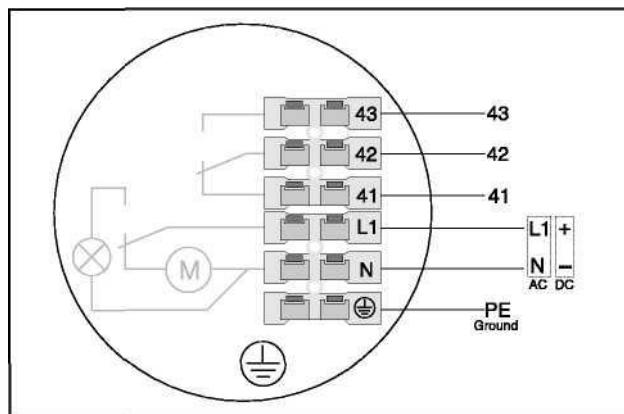 43 43
42 42
41 41
L1 L1 +
M N N –
AC DC
PE
Ground